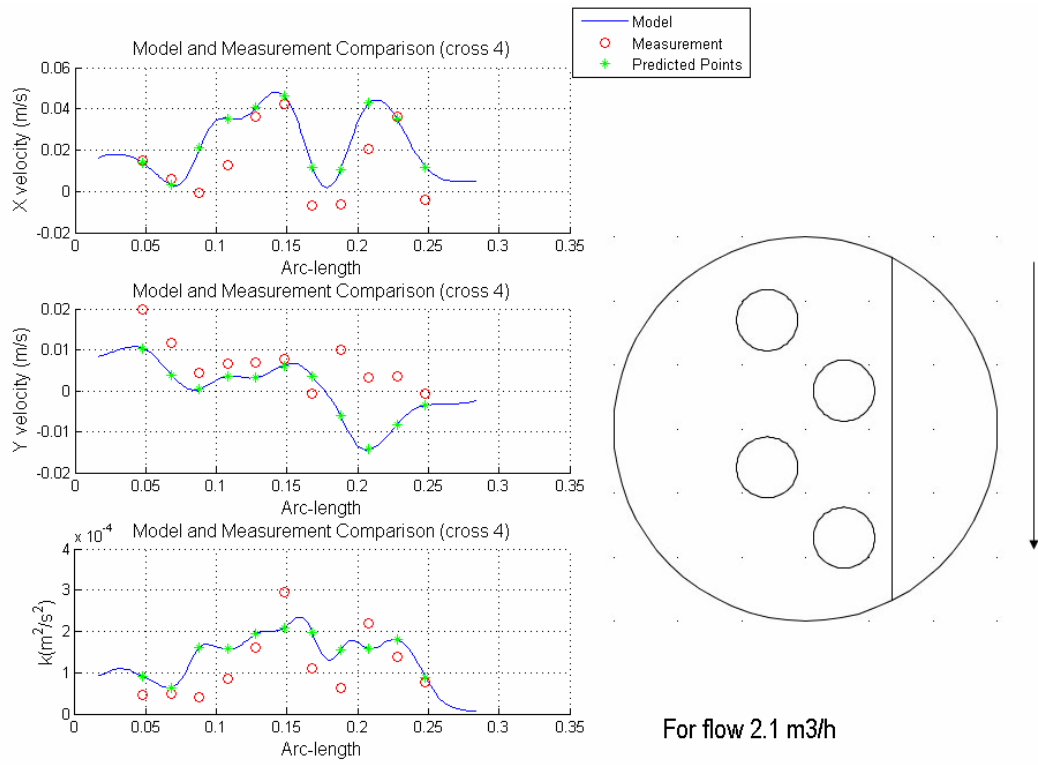 Model
Measurement
Predicted Points
Model and Measurement Comparison (cross 4)
X velocity (m/s)
0.06
0.04
0.02
0
-0.02
0 0.05 0.1 0.15 0.2 0.25 0.3 0.35
Arc-length
Model and Measurement Comparison (cross 4)
Y velocity (m/s)
0.02
0.01
0
-0.01
-0.02
0 0.05 0.1 0.15 0.2 0.25 0.3 0.35
Arc-length
Model and Measurement Comparison (cross 4)
x 10⁻⁴
k(m²/s²)
4
3
2
1
0
0 0.05 0.1 0.15 0.2 0.25 0.3 0.35
Arc-length
For flow 2.1 m3/h